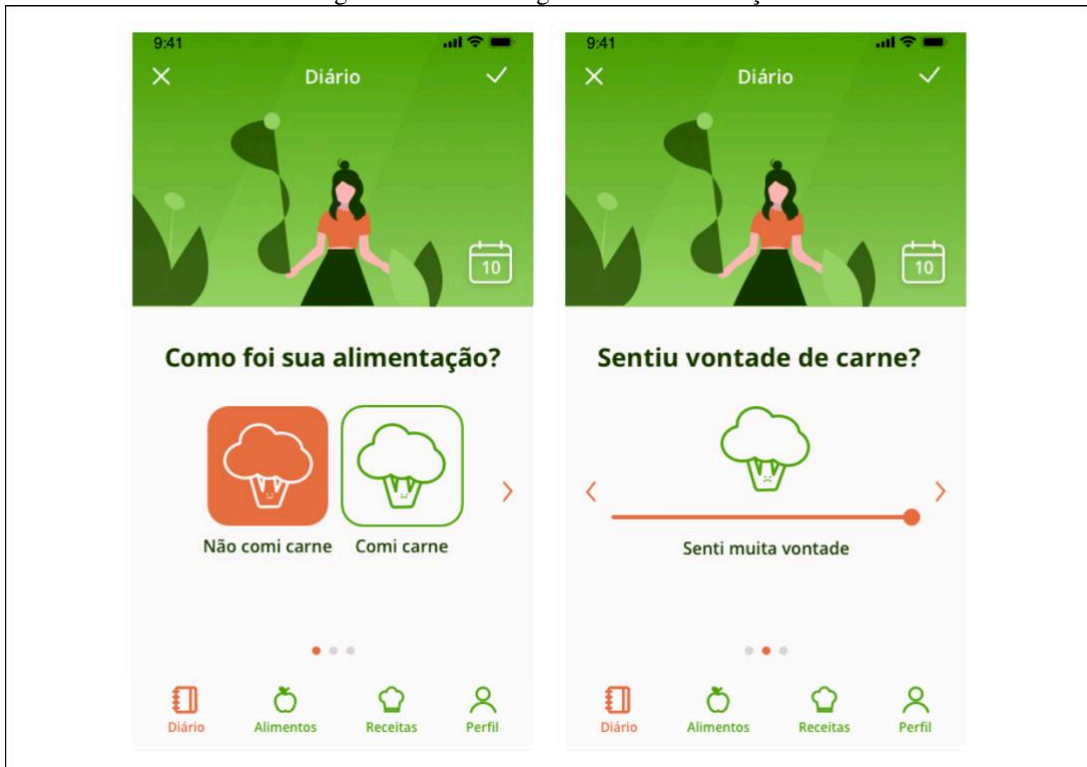 9:41
Diário
10
Como foi sua alimentação?
Não comi carne
Comi carne
Diário
Alimentos
Receitas
Perfil
9:41
Diário
10
Sentiu vontade de carne?
Senti muita vontade
Diário
Alimentos
Receitas
Perfil